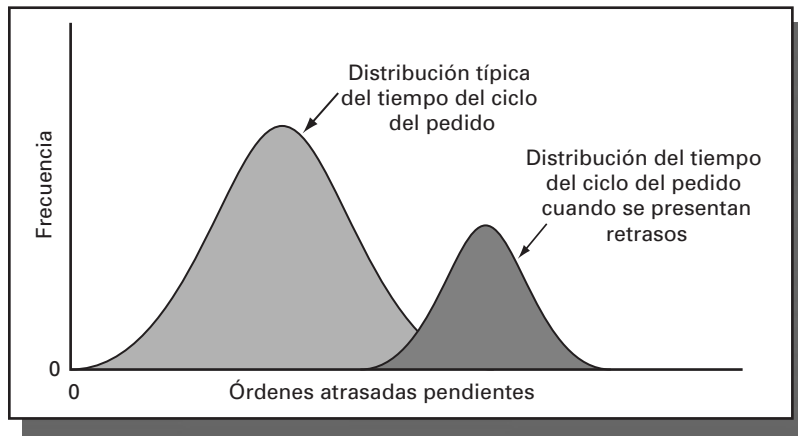 Distribución típica
del tiempo del ciclo
del pedido
Distribución del tiempo
del ciclo del pedido
cuando se presentan
retrasos
Frecuencia
0
0
Órdenes atrasadas pendientes